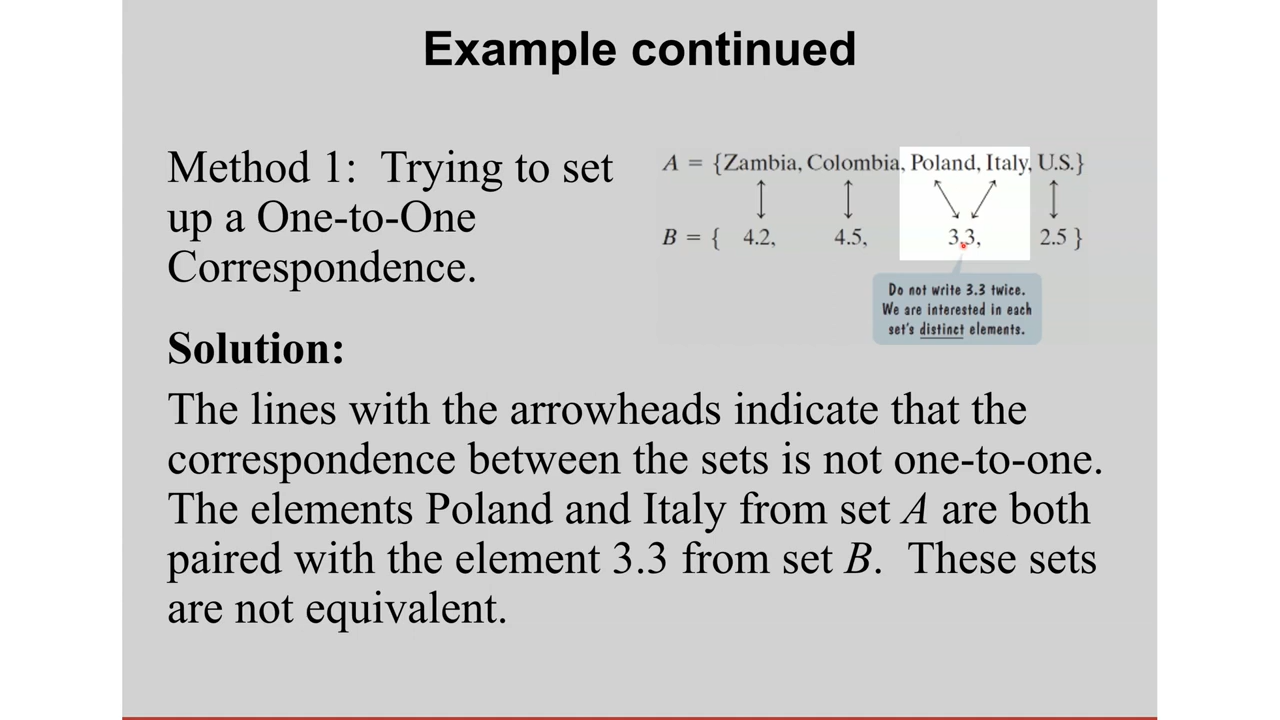 Example continued
Method 1: Trying to set
up a One-to-One
Correspondence.
A = {Zambia, Colombia, Poland, Italy, U.S.}
B = { 4.2, 4.5, 3.3, 2.5 }
Do not write 3.3 twice.
We are interested in each
set's distinct elements.
Solution:
The lines with the arrowheads indicate that the
correspondence between the sets is not one-to-one.
The elements Poland and Italy from set A are both
paired with the element 3.3 from set B. These sets
are not equivalent.